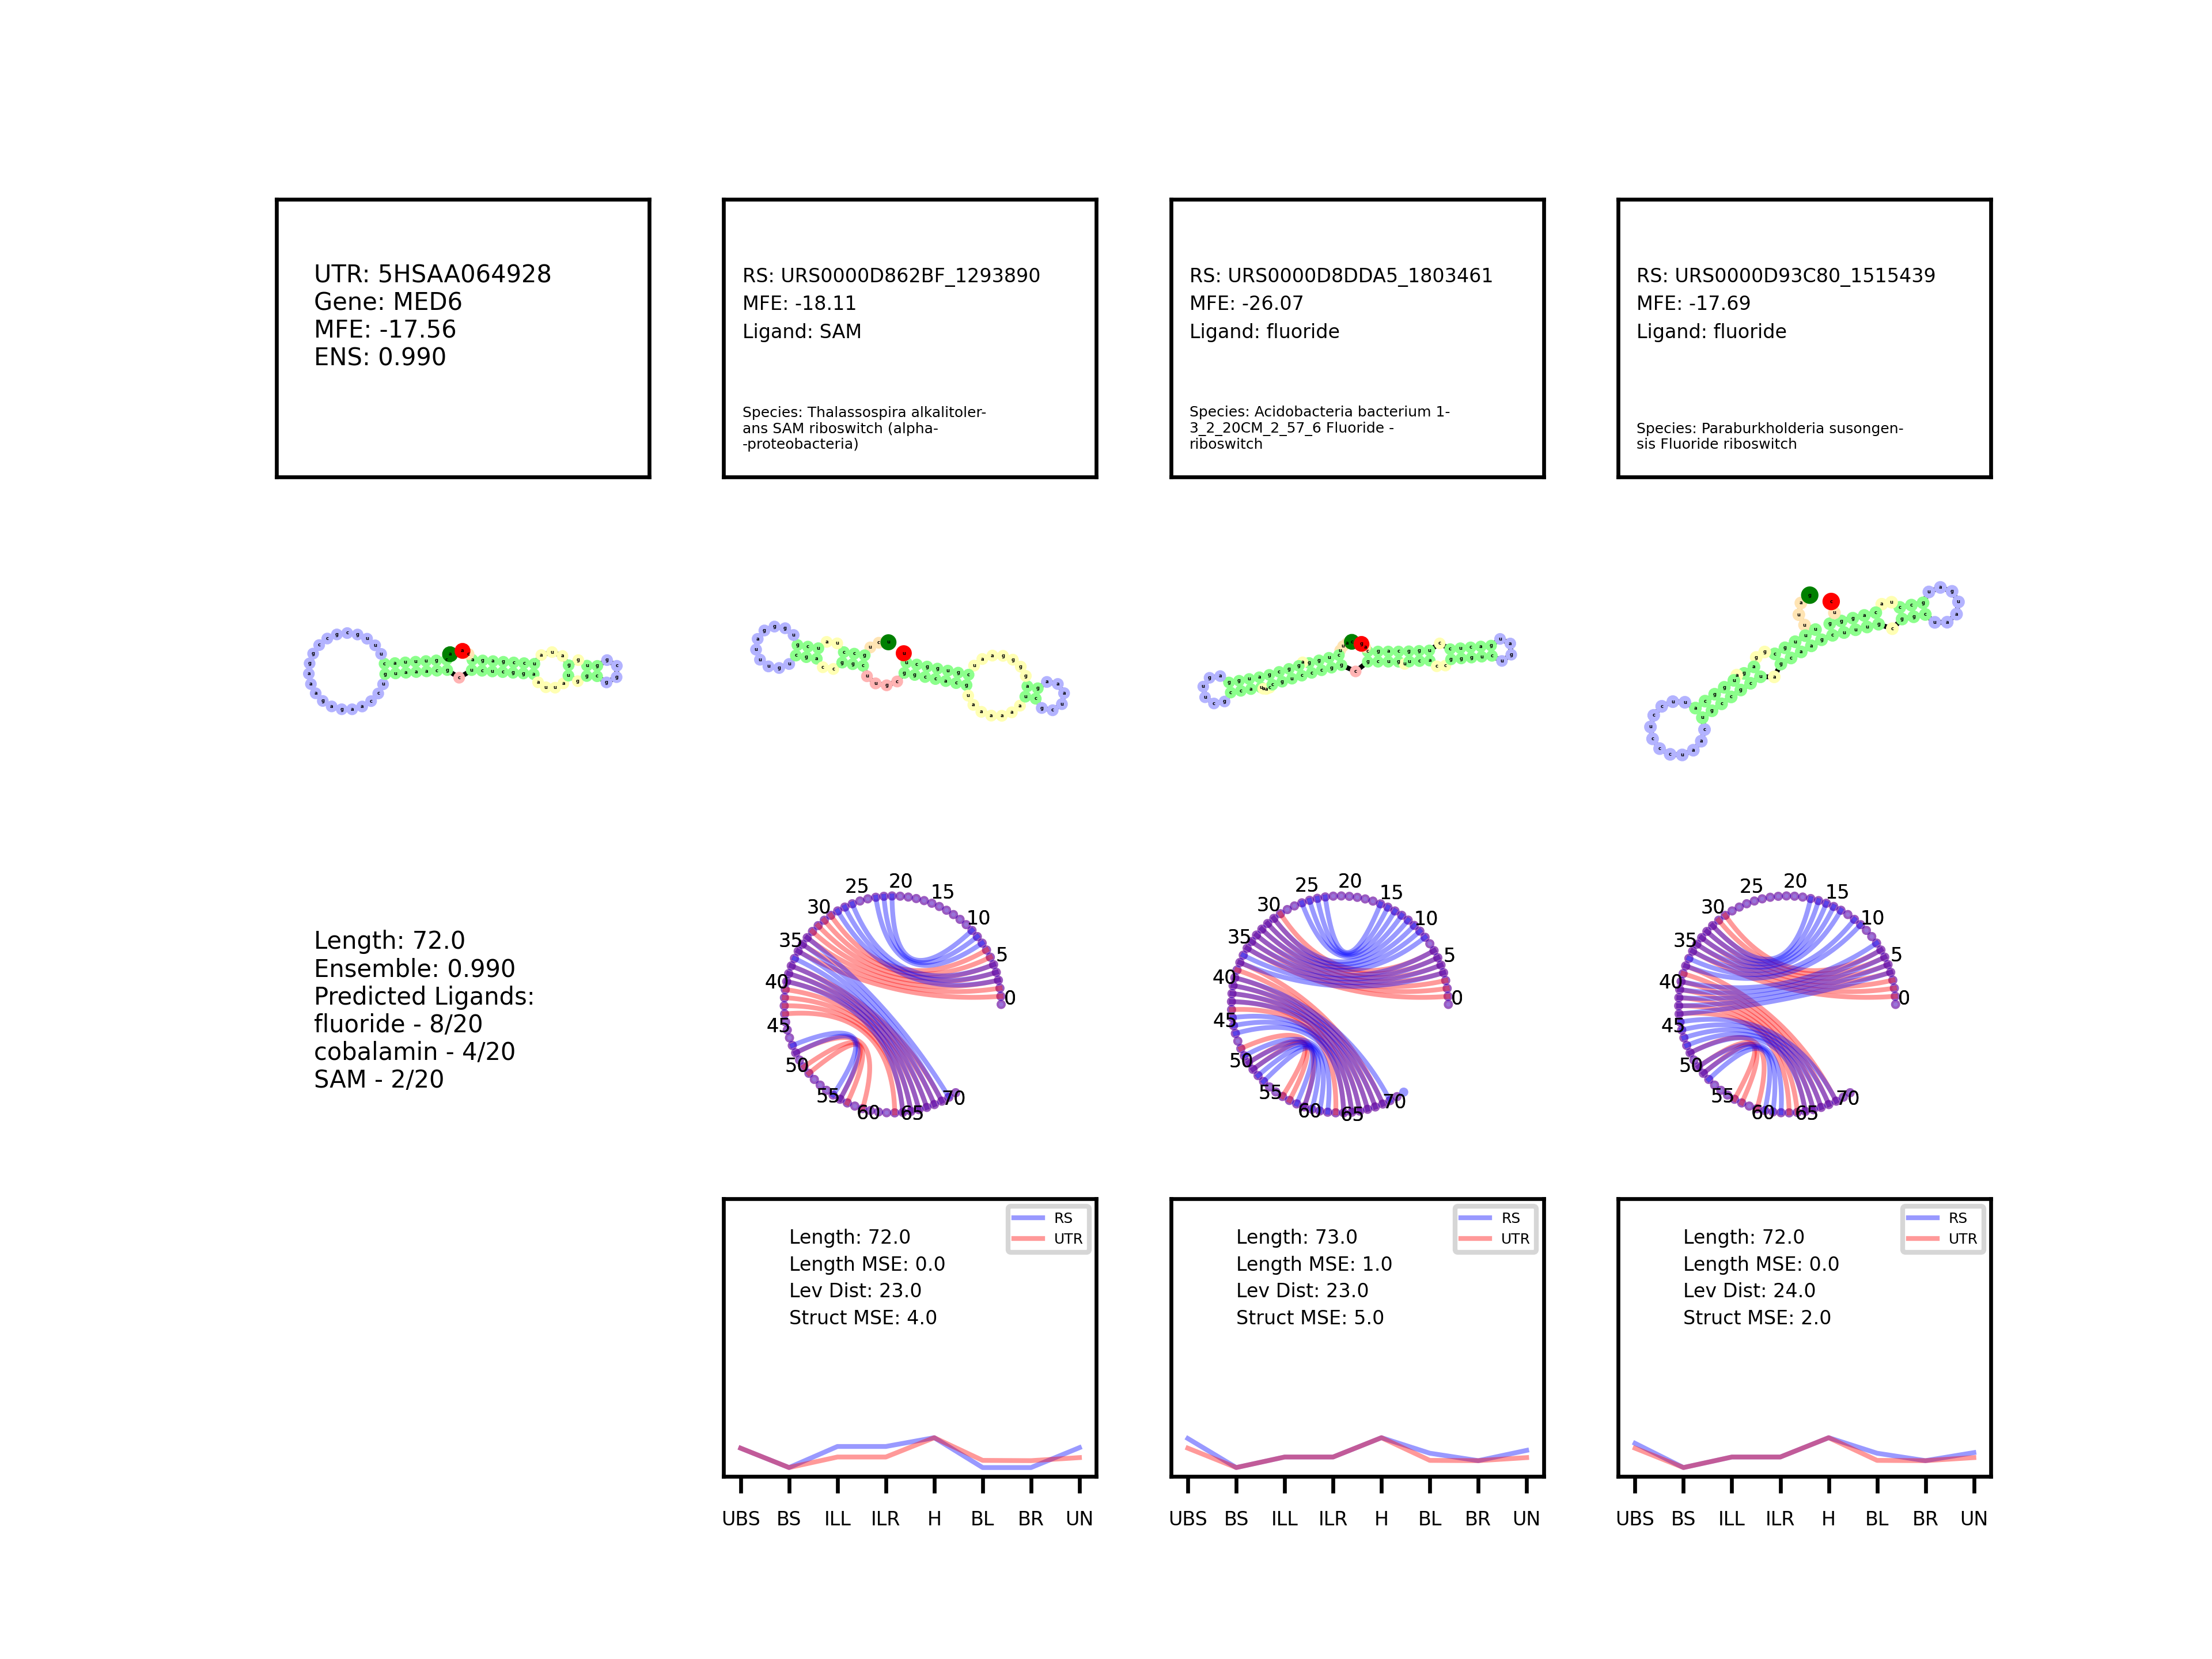 UTR: 5HSAA064928
Gene: MED6
MFE: -17.56
ENS: 0.990
RS: URS0000D862BF_1293890
MFE: -18.11
Ligand: SAM
Species: Thalassospira alkalitoler-
ans SAM riboswitch (alpha-
-proteobacteria)
RS: URS0000D8DDA5_1803461
MFE: -26.07
Ligand: fluoride
Species: Acidobacteria bacterium 1-
3_2_20CM_2_57_6 Fluoride -
riboswitch
RS: URS0000D93C80_1515439
MFE: -17.69
Ligand: fluoride
Species: Paraburkholderia susongen-
sis Fluoride riboswitch
Length: 72.0
Ensemble: 0.990
Predicted Ligands:
fluoride - 8/20
cobalamin - 4/20
SAM - 2/20
0
5
10
15
20
25
30
35
40
45
50
55
60
65
70
0
5
10
15
20
25
30
35
40
45
50
55
60
65
70
0
5
10
15
20
25
30
35
40
45
50
55
60
65
70
RS
UTR
Length: 72.0
Length MSE: 0.0
Lev Dist: 23.0
Struct MSE: 4.0
UBS BS ILL ILR H BL BR UN
RS
UTR
Length: 73.0
Length MSE: 1.0
Lev Dist: 23.0
Struct MSE: 5.0
UBS BS ILL ILR H BL BR UN
RS
UTR
Length: 72.0
Length MSE: 0.0
Lev Dist: 24.0
Struct MSE: 2.0
UBS BS ILL ILR H BL BR UN